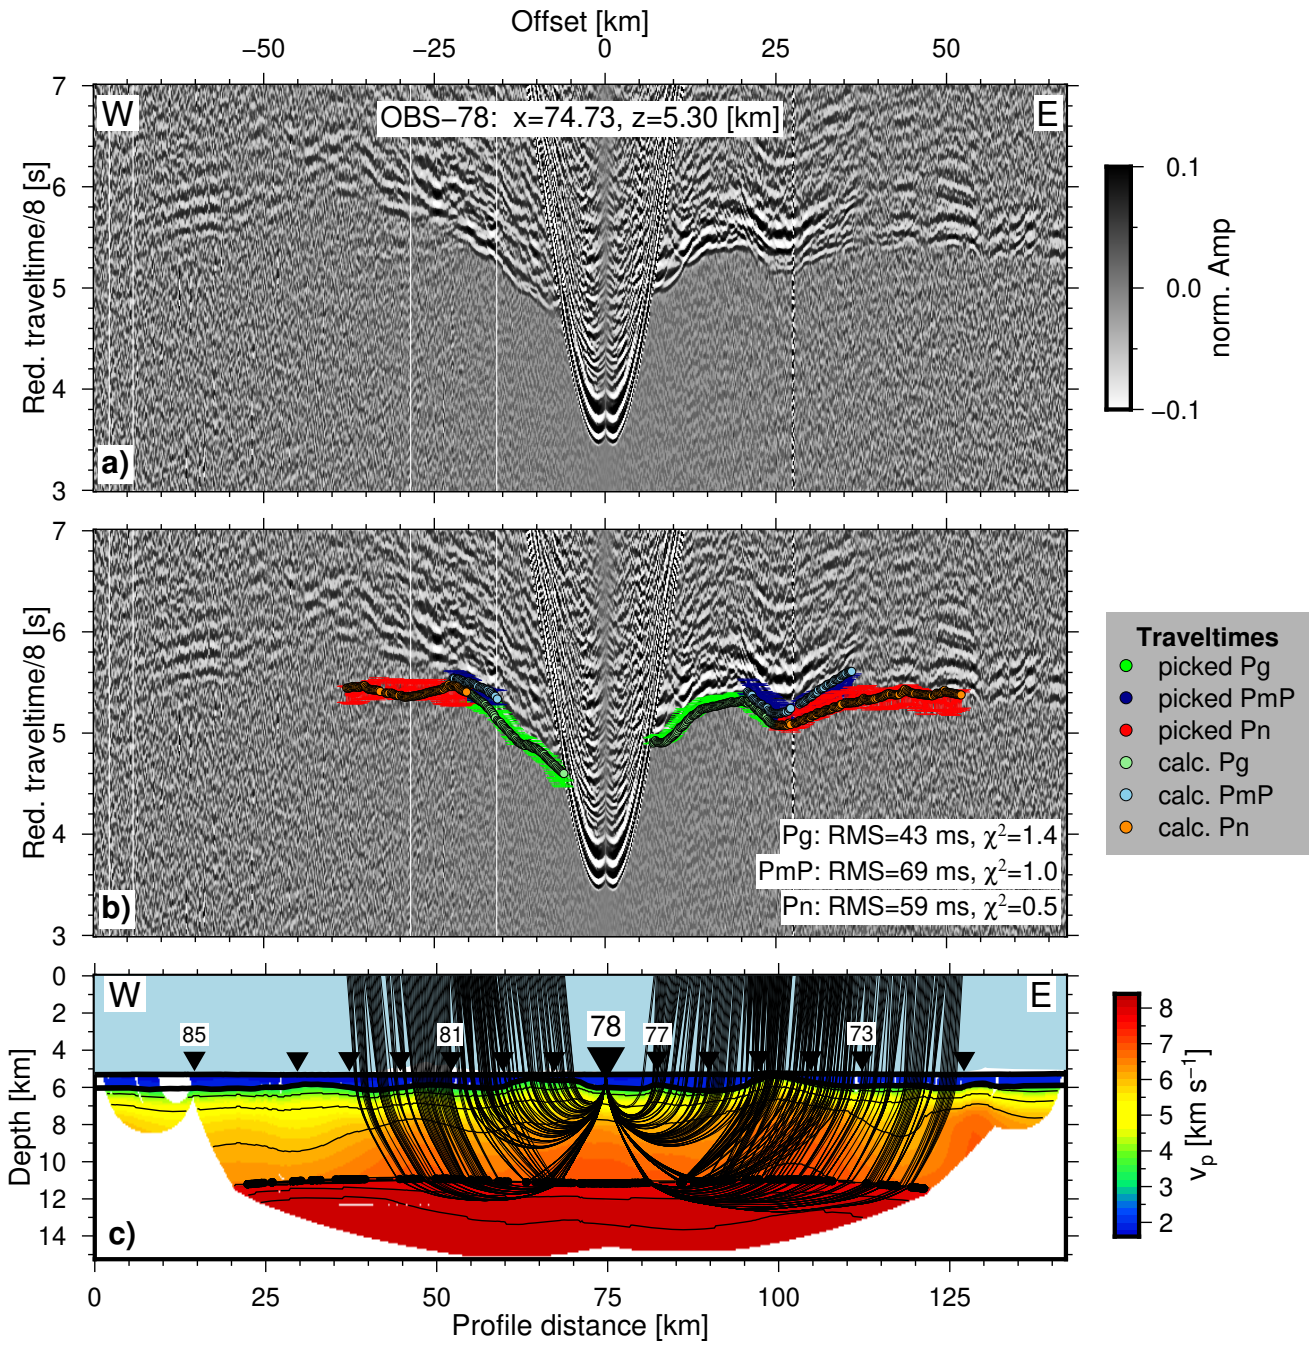 Offset [km]
−50 −25 0 25 50
W
OBS−78: x=74.73, z=5.30 [km]
E
7
6
5
4
3
Red. traveltime/8 [s]
a)
0.1
0.0
−0.1
norm. Amp
7
6
5
4
3
Red. traveltime/8 [s]
Pg: RMS=43 ms, χ²=1.4
PmP: RMS=69 ms, χ²=1.0
Pn: RMS=59 ms, χ²=0.5
b)
Traveltimes
picked Pg
picked PmP
picked Pn
calc. Pg
calc. PmP
calc. Pn
W
E
85 81 78 77 73
0
2
4
6
8
10
12
14
Depth [km]
c)
8
7
6
5
4
3
2
vₚ [km s⁻¹]
0 25 50 75 100 125
Profile distance [km]